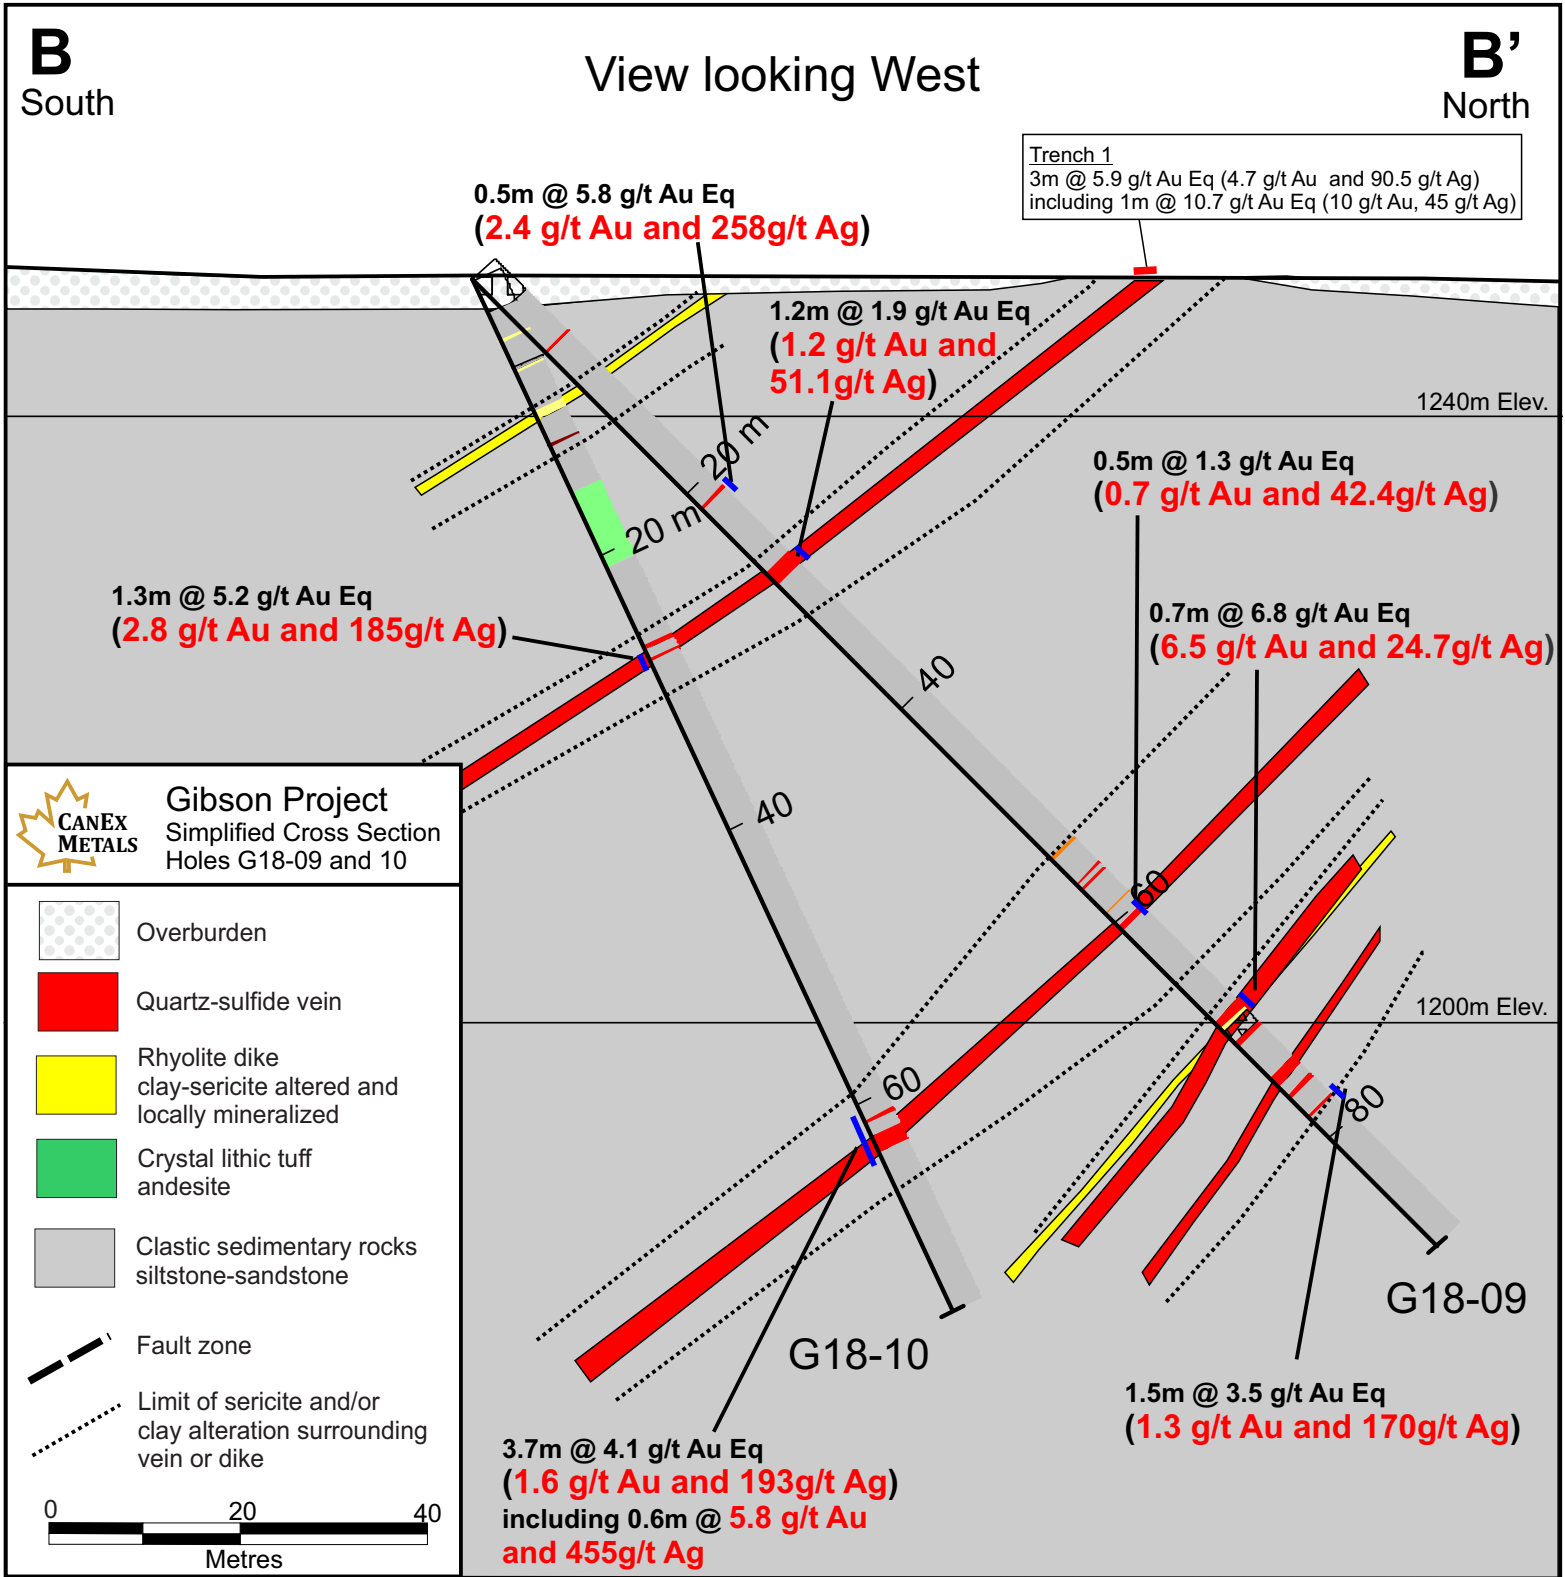 B
South
View looking West
B’
North
Trench 1
3m @ 5.9 g/t Au Eq (4.7 g/t Au and 90.5 g/t Ag)
including 1m @ 10.7 g/t Au Eq (10 g/t Au, 45 g/t Ag)
0.5m @ 5.8 g/t Au Eq
(2.4 g/t Au and 258g/t Ag)
1.2m @ 1.9 g/t Au Eq
(1.2 g/t Au and
51.1g/t Ag)
1240m Elev.
20 m
0.5m @ 1.3 g/t Au Eq
(0.7 g/t Au and 42.4g/t Ag)
20 m
1.3m @ 5.2 g/t Au Eq
(2.8 g/t Au and 185g/t Ag)
0.7m @ 6.8 g/t Au Eq
(6.5 g/t Au and 24.7g/t Ag)
40
40
60
1200m Elev.
60
80
G18-09
G18-10
1.5m @ 3.5 g/t Au Eq
(1.3 g/t Au and 170g/t Ag)
3.7m @ 4.1 g/t Au Eq
(1.6 g/t Au and 193g/t Ag)
including 0.6m @ 5.8 g/t Au
and 455g/t Ag
CANEX
METALS
Gibson Project
Simplified Cross Section
Holes G18-09 and 10
Overburden
Quartz-sulfide vein
Rhyolite dike
clay-sericite altered and
locally mineralized
Crystal lithic tuff
andesite
Clastic sedimentary rocks
siltstone-sandstone
Fault zone
Limit of sericite and/or
clay alteration surrounding
vein or dike
0 20 40
Metres